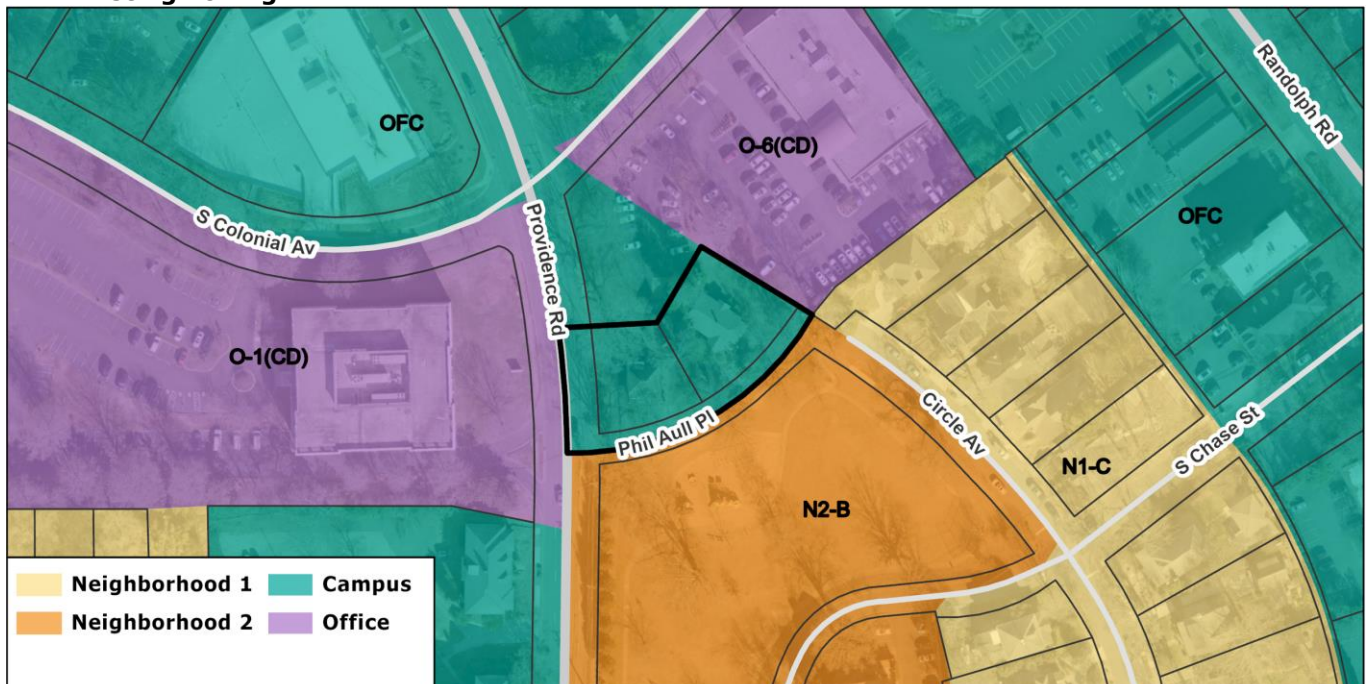 OFC
O-6(CD)
Randolph Rd
S Colonial Av
Providence Rd
OFC
O-1(CD)
Phil Aull Pl
Circle Av
N1-C
S Chase St
N2-B
Neighborhood 1
Campus
Neighborhood 2
Office